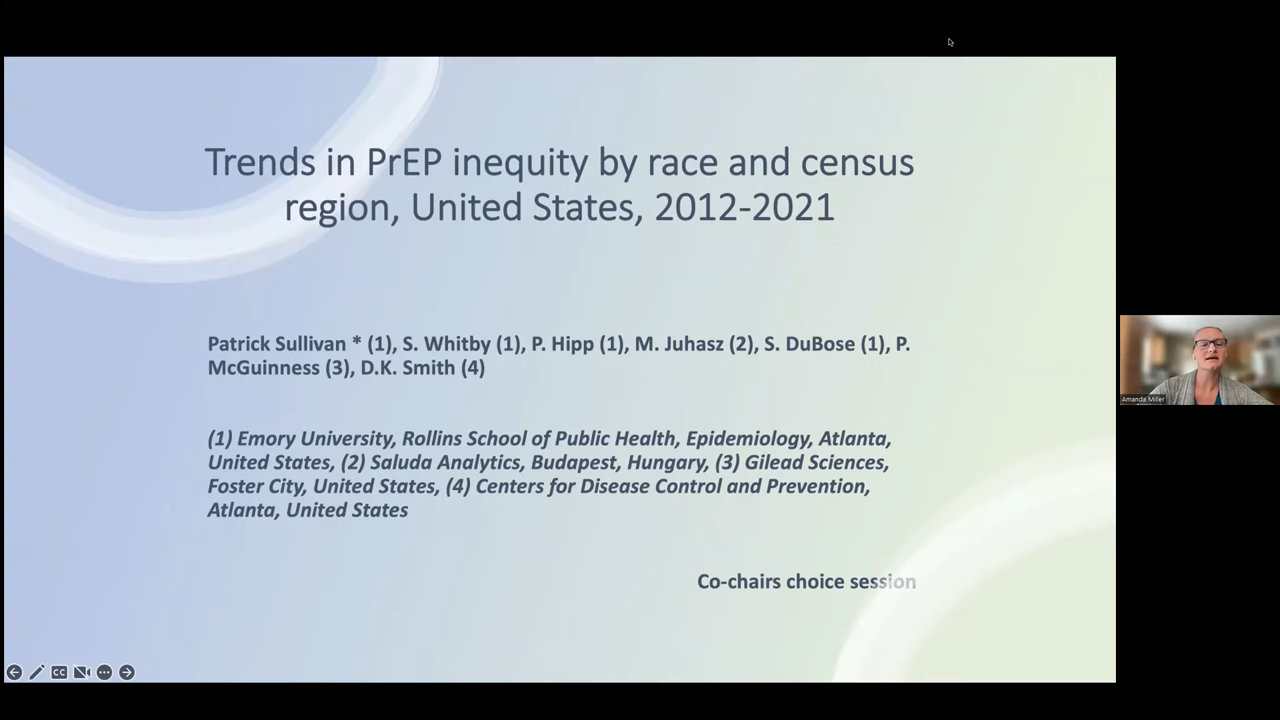 Trends in PrEP inequity by race and census
region, United States, 2012-2021
Patrick Sullivan * (1), S. Whitby (1), P. Hipp (1), M. Juhasz (2), S. DuBose (1), P.
McGuinness (3), D.K. Smith (4)
(1) Emory University, Rollins School of Public Health, Epidemiology, Atlanta,
United States, (2) Saluda Analytics, Budapest, Hungary, (3) Gilead Sciences,
Foster City, United States, (4) Centers for Disease Control and Prevention,
Atlanta, United States
Co-chairs choice session
Amanda Miller
CC